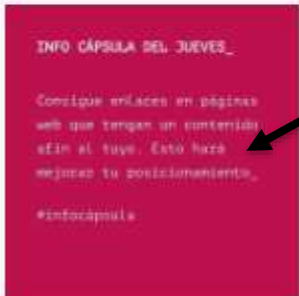 INFO CÁPSULA DEL JUEVES_
Consigue enlaces en páginas
web que tengan un contenido
afín al tuyo. Esto hará
mejorar tu posicionamiento_
#infocápsula